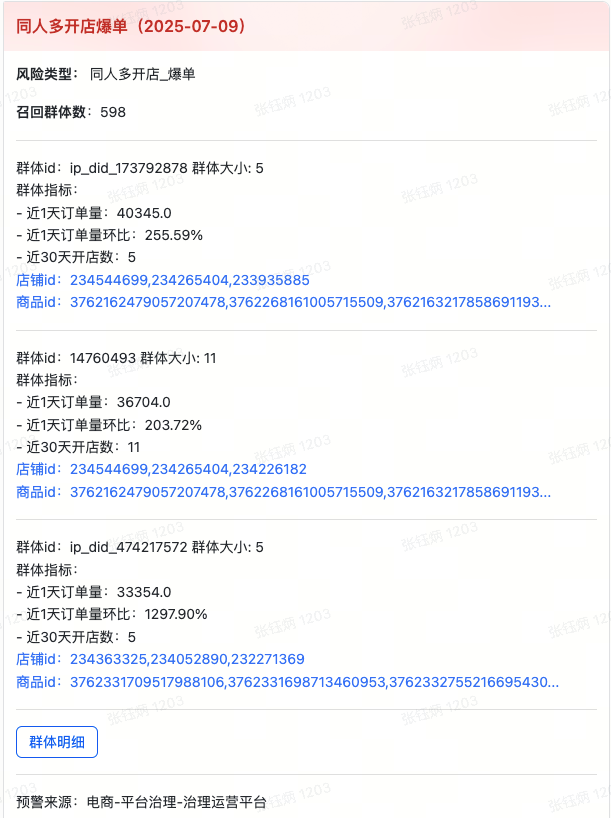 同人多开店爆单（2025-07-09）
风险类型： 同人多开店_爆单
召回群体数：598
群体id：ip_did_173792878 群体大小: 5
群体指标:
- 近1天订单量：40345.0
- 近1天订单量环比：255.59%
- 近30天开店数：5
店铺id：234544699,234265404,233935885
商品id：3762162479057207478,3762268161005715509,3762163217858691193...
群体id：14760493 群体大小: 11
群体指标:
- 近1天订单量：36704.0
- 近1天订单量环比：203.72%
- 近30天开店数：11
店铺id：234544699,234265404,234226182
商品id：3762162479057207478,3762268161005715509,3762163217858691193...
群体id：ip_did_474217572 群体大小: 5
群体指标:
- 近1天订单量：33354.0
- 近1天订单量环比：1297.90%
- 近30天开店数：5
店铺id：234363325,234052890,232271369
商品id：3762331709517988106,3762331698713460953,3762332755216695430...
群体明细
预警来源：电商-平台治理-治理运营平台
张钰炳 1203